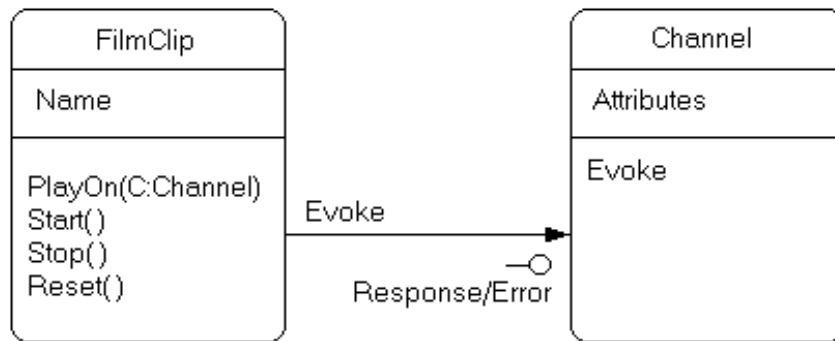 FilmClip
Name
PlayOn(C:Channel)
Start()
Stop()
Reset()
Evoke
Response/Error
Channel
Attributes
Evoke